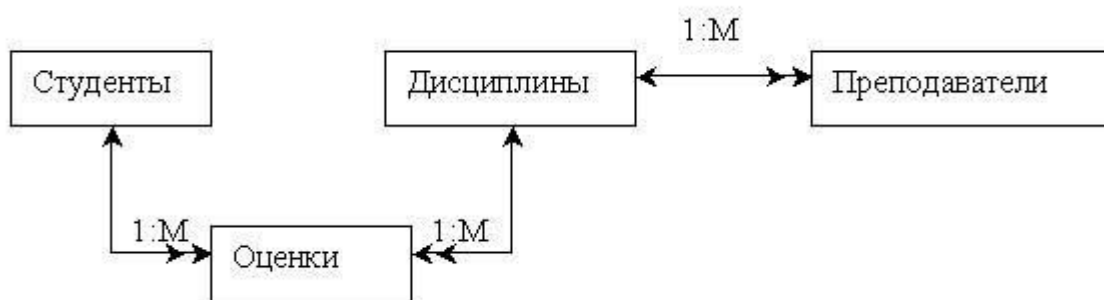 1:М
Студенты
Дисциплины
Преподаватели
1:М
1:М
Оценки